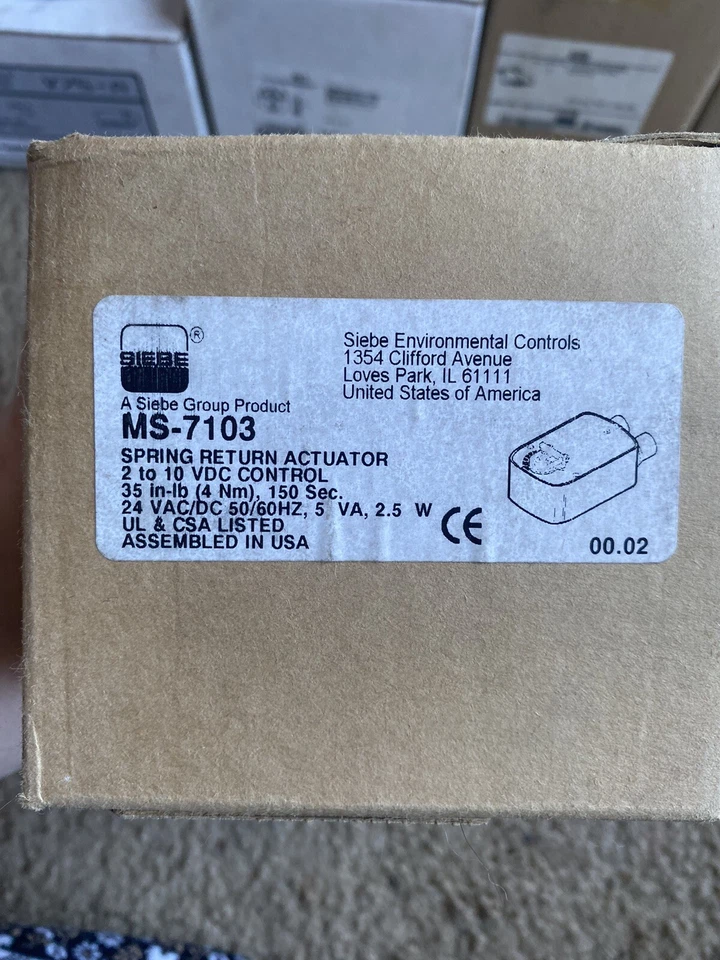 SIEBE ®
A Siebe Group Product
Siebe Environmental Controls
1354 Clifford Avenue
Loves Park, IL 61111
United States of America
MS-7103
SPRING RETURN ACTUATOR
2 to 10 VDC CONTROL
35 in-lb (4 Nm), 150 Sec.
24 VAC/DC 50/60HZ, 5 VA, 2.5 W
UL & CSA LISTED
ASSEMBLED IN USA
CE
00.02